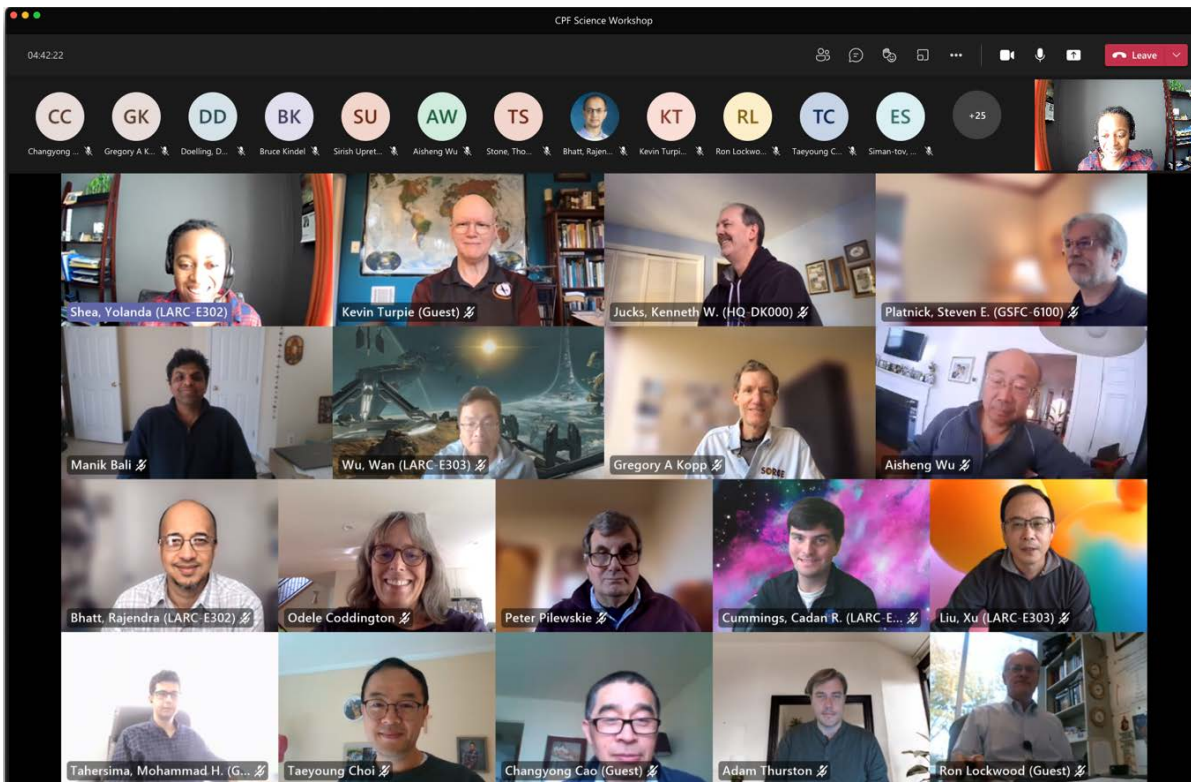 CPF Science Workshop
04:42:22
Leave
CC
GK
DD
BK
SU
AW
TS
KT
RL
TC
ES
+25
Changyong ...
Gregory A K...
Doelling, D...
Bruce Kindel
Sirish Upret...
Aisheng Wu
Stone, Tho...
Bhatt, Rajen...
Kevin Turpi...
Ron Lockwo...
Taeyoung C...
Siman-tov, ...
Shea, Yolanda (LARC-E302)
Kevin Turpie (Guest)
Jucks, Kenneth W. (HQ-DK000)
Platnick, Steven E. (GSFC-6100)
Manik Bali
Wu, Wan (LARC-E303)
SORCE
Gregory A Kopp
Aisheng Wu
Bhatt, Rajendra (LARC-E302)
Odele Coddington
Peter Pilewskie
Cummings, Cadan R. (LARC-E...
Liu, Xu (LARC-E303)
Tahersima, Mohammad H. (G...
Taeyoung Choi
Changyong Cao (Guest)
Adam Thurston
Ron Lockwood (Guest)